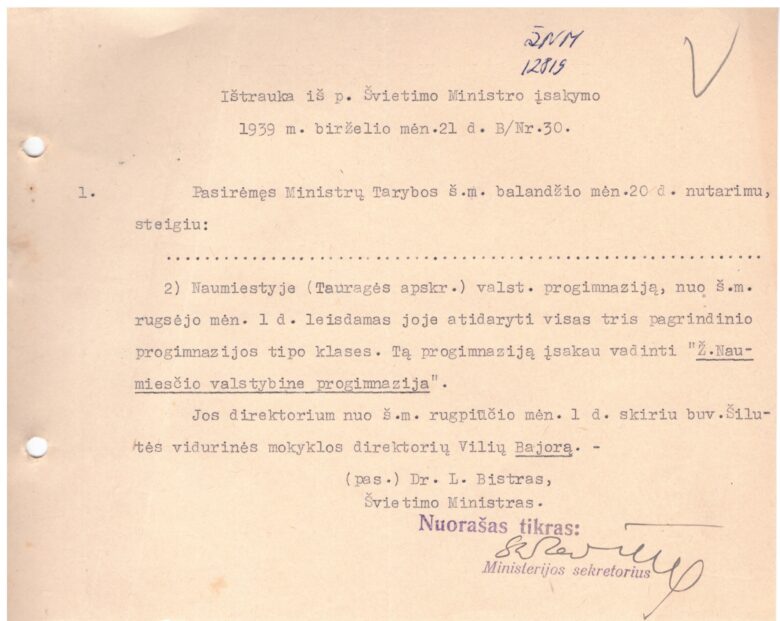 ŽNM
12819
Ištrauka iš p. Švietimo Ministro įsakymo
1939 m. birželio mėn.21 d. B/Nr.30.
1. Pasirėmęs Ministrų Tarybos š.m. balandžio mėn.20 d. nutarimu,
steigiu:
..............................................................
2) Naumiestyje (Tauragės apskr.) valst. progimnaziją, nuo š.m.
rugsėjo mėn. 1 d. leisdamas joje atidaryti visas tris pagrindinio
progimnazijos tipo klases. Tą progimnaziją įsakau vadinti "Ž.Nau-
miesčio valstybine progimnazija".
Jos direktorium nuo š.m. rugpiūčio mėn. 1 d. skiriu buv.Šilu-
tės vidurinės mokyklos direktorių Vilių Bajorą. -
(pas.) Dr. L. Bistras,
Švietimo Ministras.
Nuorašas tikras:
Ministerijos sekretorius